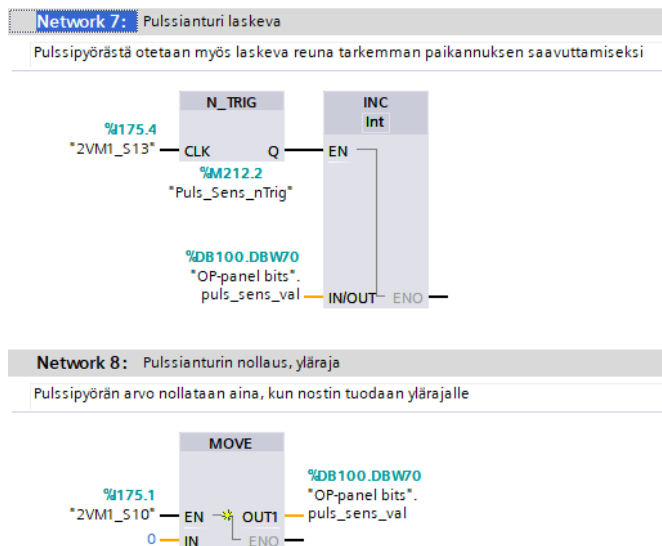 Network 7: Pulssianturi laskeva
Pulssipyörästä otetaan myös laskeva reuna tarkemman paikannuksen saavuttamiseksi
N_TRIG
INC
Int
%I175.4
"2VM1_S13"
CLK Q
EN
%M212.2
"Puls_Sens_nTrig"
%DB100.DBW70
"OP-panel bits".
puls_sens_val
IN/OUT ENO
Network 8: Pulssianturin nollaus, yläraja
Pulssipyörän arvo nollataan aina, kun nostin tuodaan ylärajalle
MOVE
%DB100.DBW70
%I175.1
"OP-panel bits".
"2VM1_S10"
EN OUT1
puls_sens_val
0
IN ENO